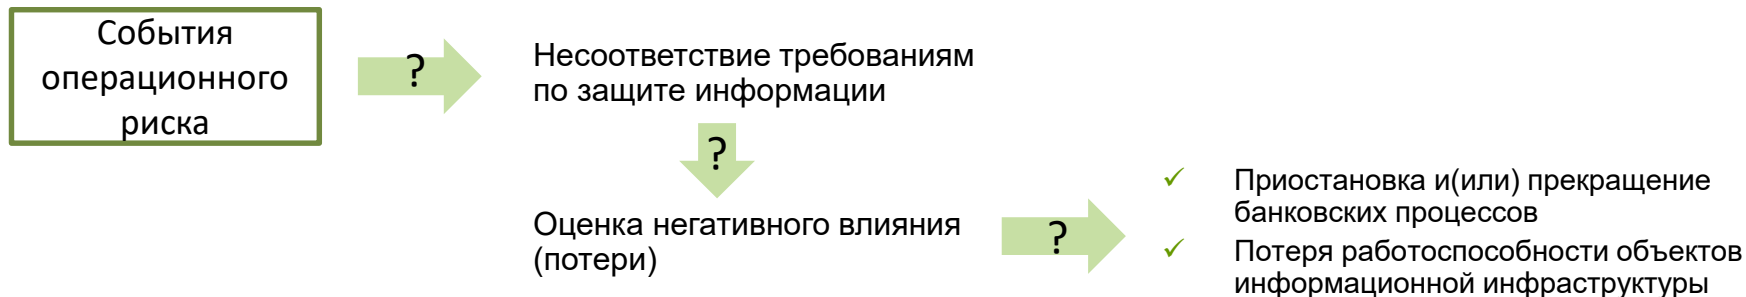 События
операционного
риска
?
Несоответствие требованиям
по защите информации
?
Оценка негативного влияния
(потери)
?
✓ Приостановка и(или) прекращение
банковских процессов
✓ Потеря работоспособности объектов
информационной инфраструктуры